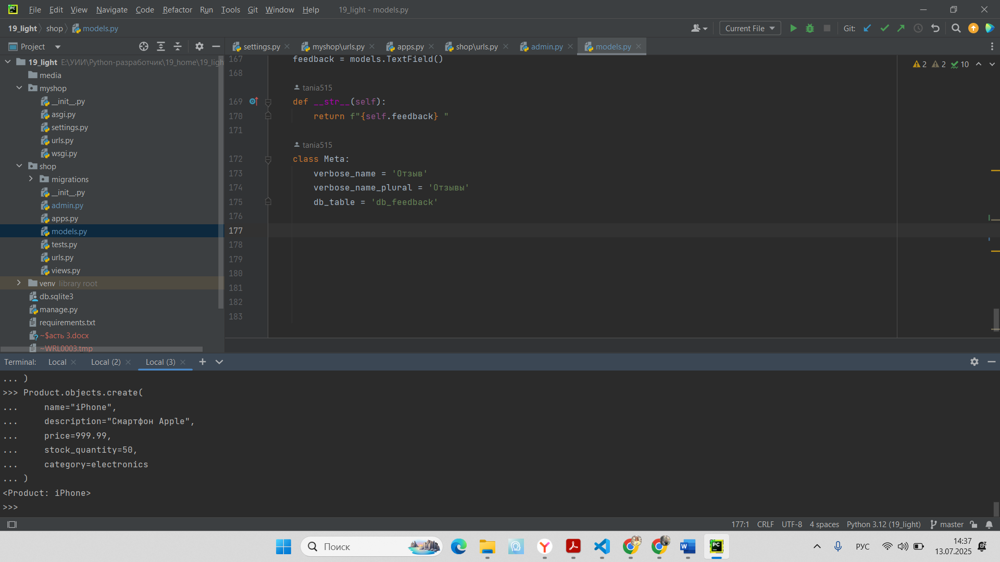 File Edit View Navigate Code Refactor Run Tools Git Window Help 19_light - models.py
19_light shop models.py Current File Git:
Project
settings.py myshop\urls.py apps.py shop\urls.py admin.py models.py
19_light E:\УИИ\Python-разработчик\19_home\19_ligh
media
myshop
__init__.py
asgi.py
settings.py
urls.py
wsgi.py
shop
migrations
__init__.py
admin.py
apps.py
models.py
tests.py
urls.py
views.py
venv library root
db.sqlite3
manage.py
requirements.txt
~$асть 3.docx
~WRL0003.tmp
2 2 10
167 feedback = models.TextField()
168
tania515
169 def __str__(self):
170 return f"{self.feedback} "
171
tania515
172 class Meta:
173 verbose_name = 'Отзыв'
174 verbose_name_plural = 'Отзывы'
175 db_table = 'db_feedback'
176
177
178
179
180
181
182
183
Terminal: Local Local (2) Local (3)
... )
>>> Product.objects.create(
... name="iPhone",
... description="Смартфон Apple",
... price=999.99,
... stock_quantity=50,
... category=electronics
... )
<Product: iPhone>
>>>
177:1 CRLF UTF-8 4 spaces Python 3.12 (19_light) master
Поиск
РУС
14:37
13.07.2025